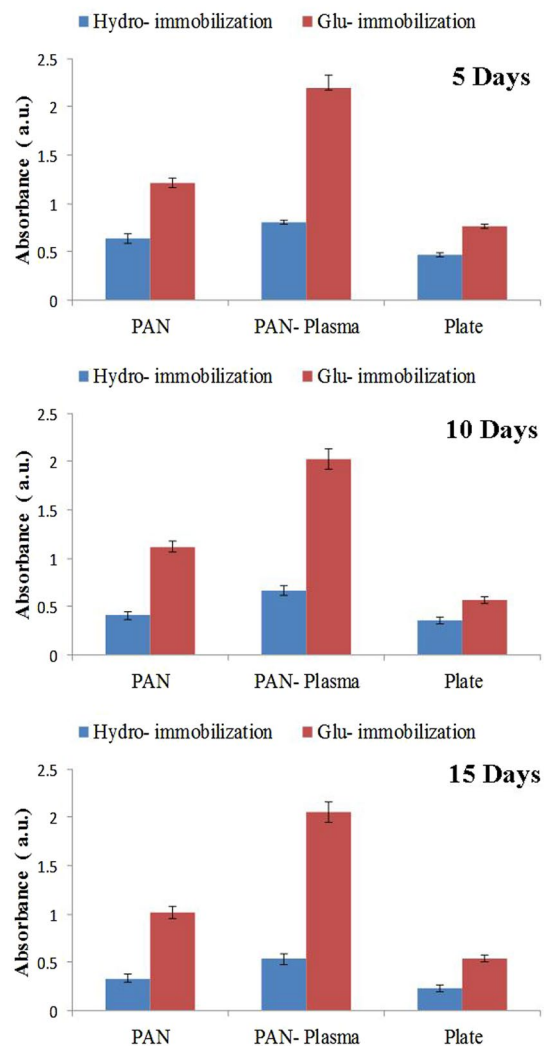 Hydro- immobilization Glu- immobilization
5 Days
Absorbance ( a.u.)
2.5
2
1.5
1
0.5
0
PAN PAN- Plasma Plate
Hydro- immobilization Glu- immobilization
10 Days
Absorbance ( a.u.)
2.5
2
1.5
1
0.5
0
PAN PAN- Plasma Plate
Hydro- immobilization Glu- immobilization
15 Days
Absorbance ( a.u.)
2.5
2
1.5
1
0.5
0
PAN PAN- Plasma Plate